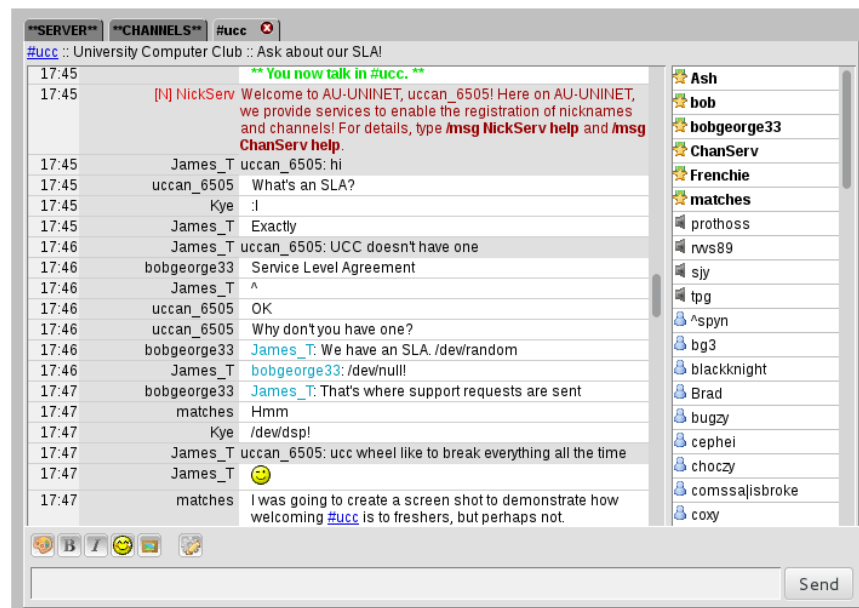 **SERVER** **CHANNELS** #ucc
#ucc :: University Computer Club :: Ask about our SLA!
17:45 ** You now talk in #ucc. **
17:45 [N] NickServ Welcome to AU-UNINET, uccan_6505! Here on AU-UNINET,
we provide services to enable the registration of nicknames
and channels! For details, type /msg NickServ help and /msg
ChanServ help.
17:45 James_T uccan_6505: hi
17:45 uccan_6505 What's an SLA?
17:45 Kye :I
17:45 James_T Exactly
17:46 James_T uccan_6505: UCC doesn't have one
17:46 bobgeorge33 Service Level Agreement
17:46 James_T ^
17:46 uccan_6505 OK
17:46 uccan_6505 Why don't you have one?
17:46 bobgeorge33 James_T: We have an SLA. /dev/random
17:46 James_T bobgeorge33: /dev/null!
17:47 bobgeorge33 James_T: That's where support requests are sent
17:47 matches Hmm
17:47 Kye /dev/dsp!
17:47 James_T uccan_6505: ucc wheel like to break everything all the time
17:47 James_T
17:47 matches I was going to create a screen shot to demonstrate how
welcoming #ucc is to freshers, but perhaps not.
Ash
bob
bobgeorge33
ChanServ
Frenchie
matches
prothoss
rws89
sjy
tpg
^spyn
bg3
blackknight
Brad
bugzy
cephei
choczy
comssa|isbroke
coxy
B I
Send